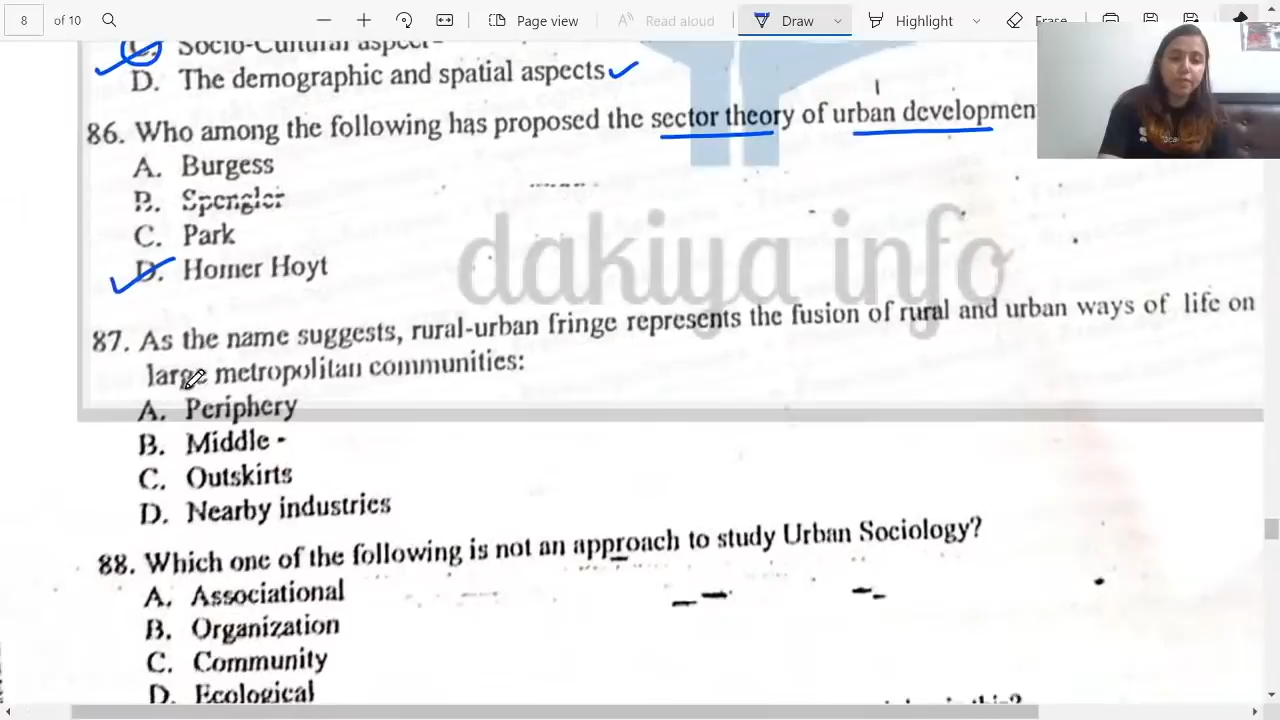 8 of 10 Page view Read aloud Draw Highlight Erase
Socio-Cultural aspect
D. The demographic and spatial aspects
86. Who among the following has proposed the sector theory of urban developmen
A. Burgess
B. Spengler
C. Park
D. Homer Hoyt
dakiya info
87. As the name suggests, rural-urban fringe represents the fusion of rural and urban ways of life on
large metropolitan communities:
A. Periphery
B. Middle
C. Outskirts
D. Nearby industries
88. Which one of the following is not an approach to study Urban Sociology?
A. Associational
B. Organization
C. Community
D. Ecological